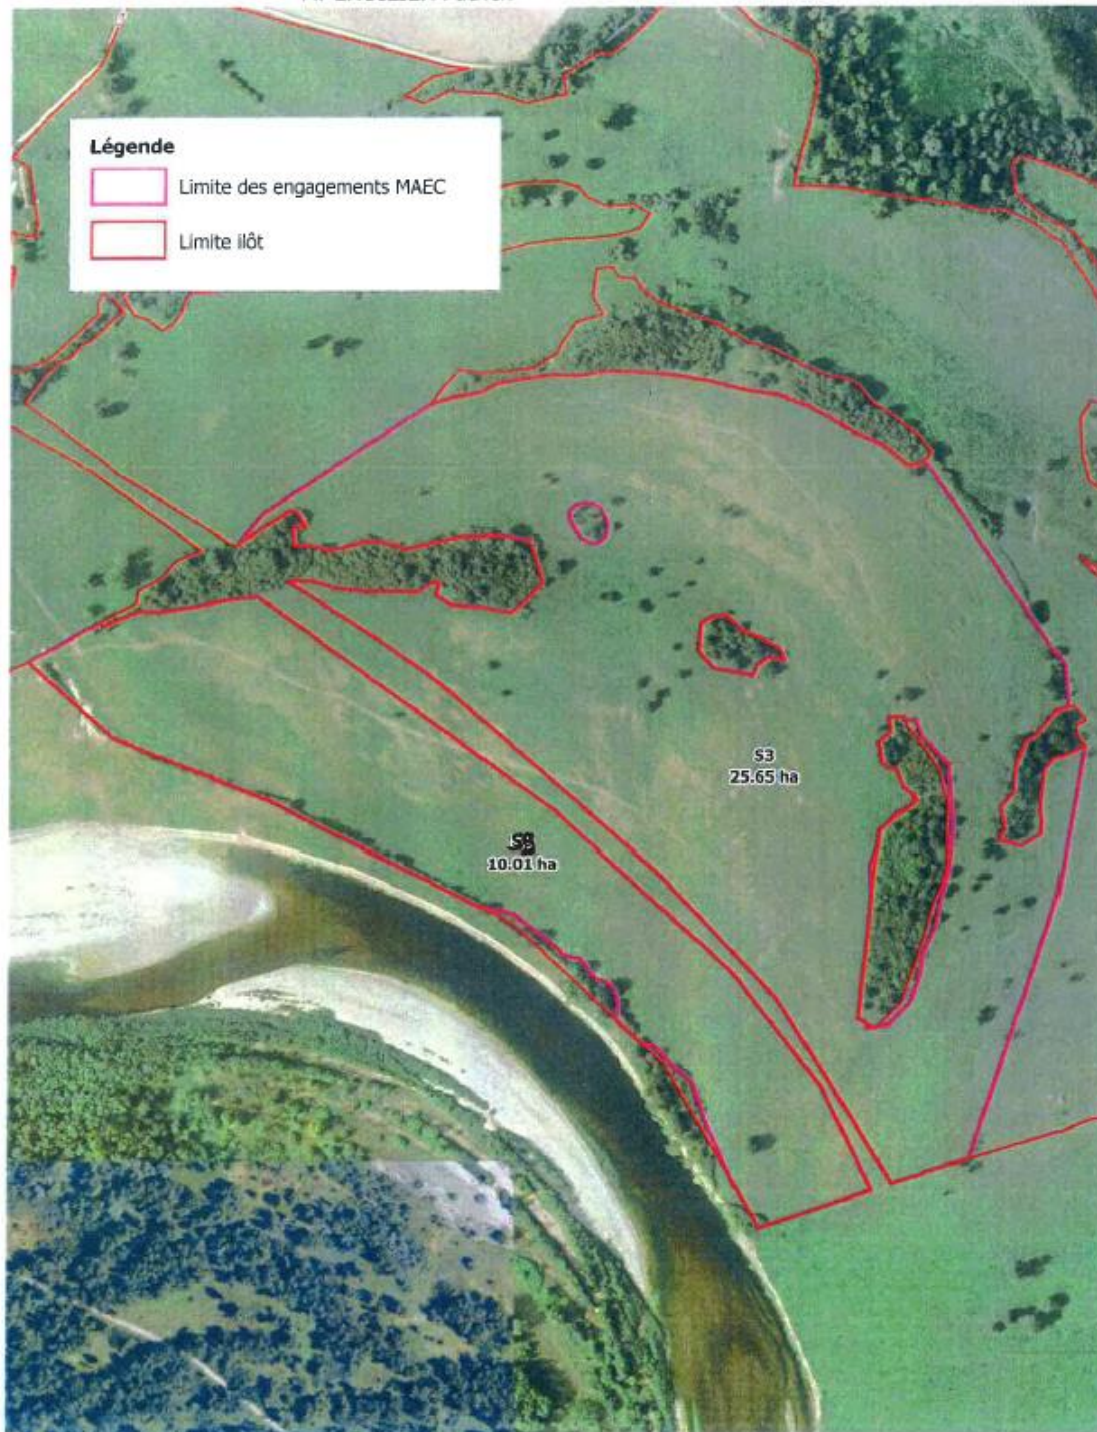 Légende
Limite des engagements MAEC
Limite ilôt
S3
25.65 ha
10.01 ha